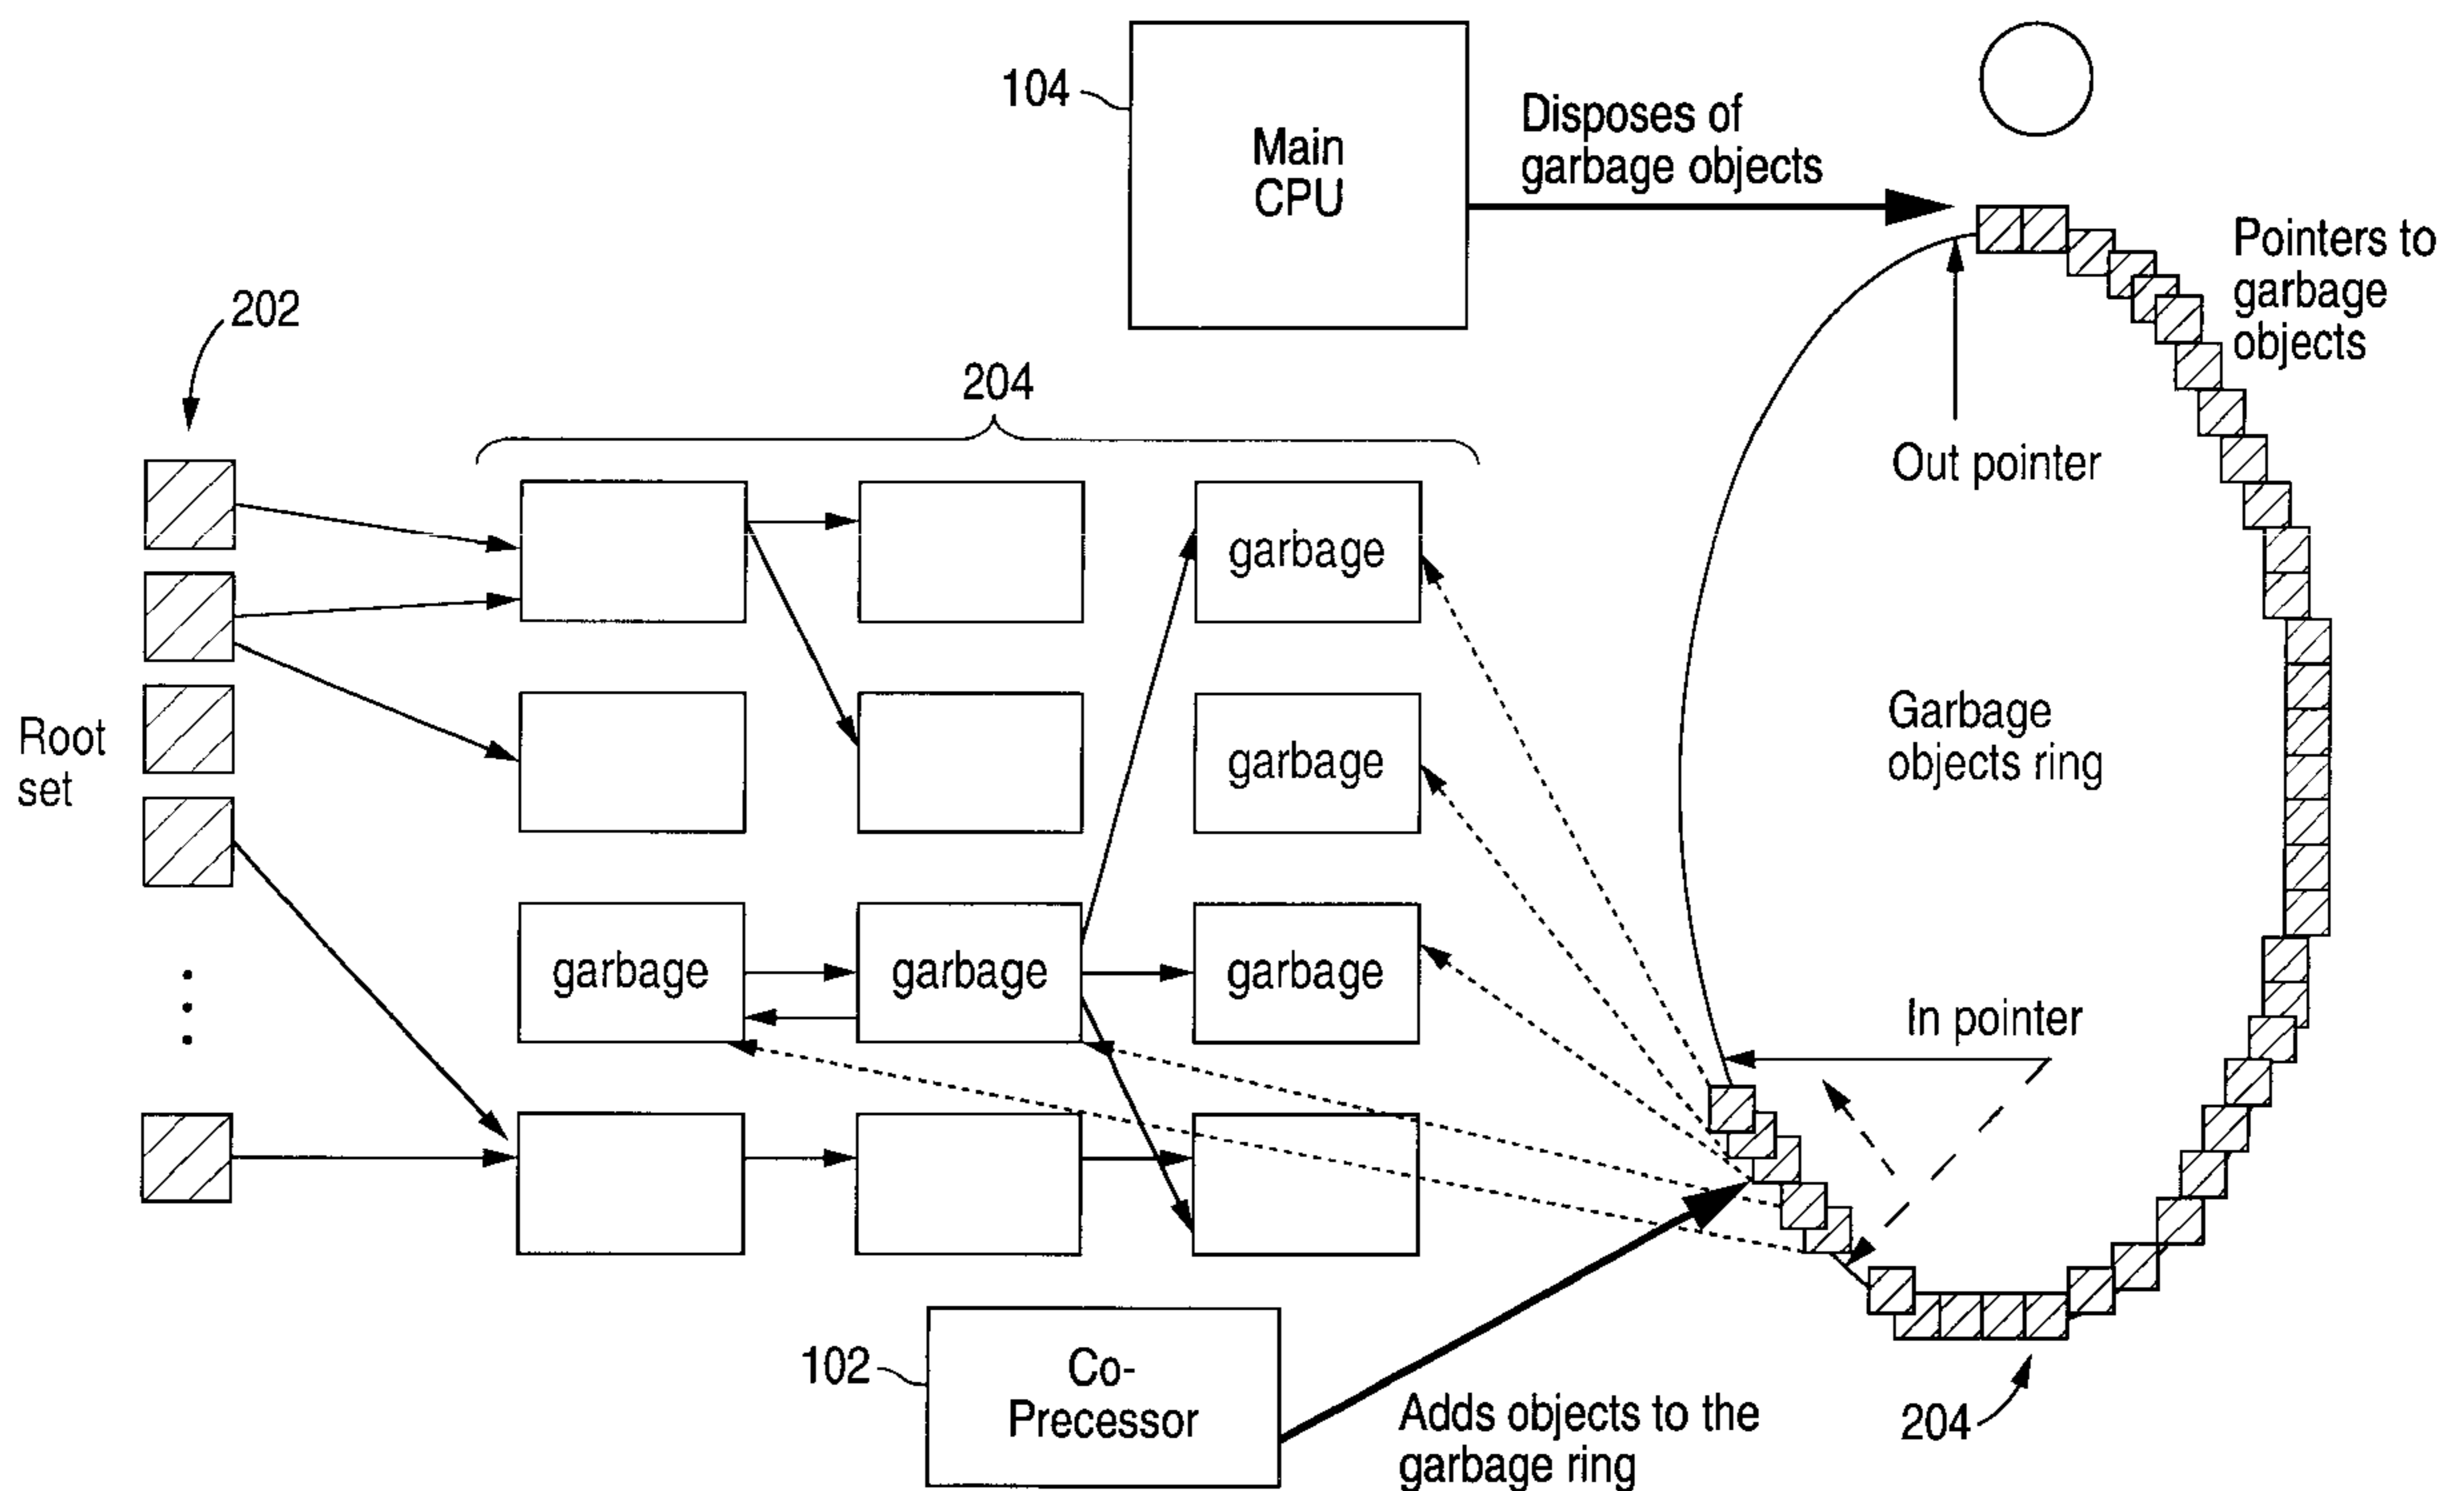 104
Main
CPU
Disposes of
garbage objects
Pointers to
garbage
objects
202
204
Out pointer
Root
set
garbage
garbage
garbage
garbage
garbage
Garbage
objects ring
In pointer
102
Co-
Precessor
Adds objects to the
garbage ring
204